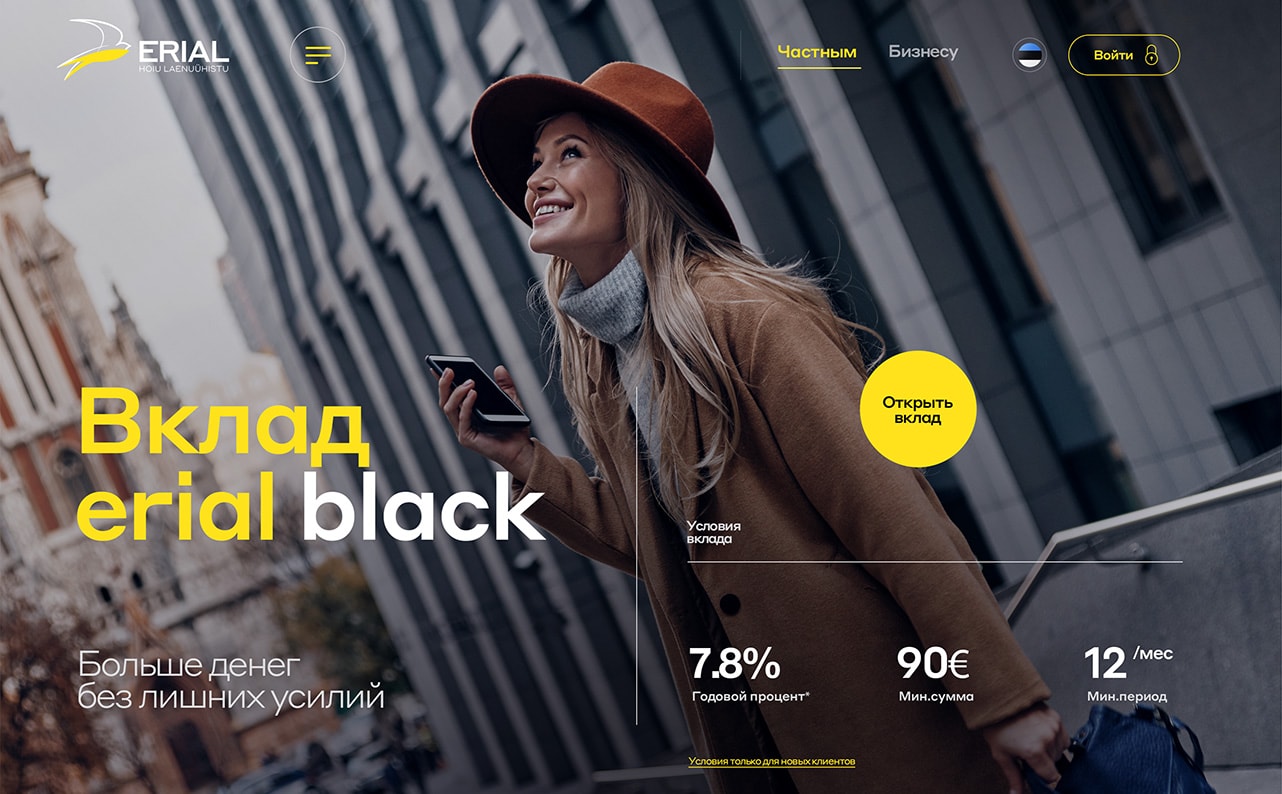 ERIAL
HOIU LAENUÜHISTU
Частным
Бизнесу
Войти
Вклад
erial black
Больше денег
без лишних усилий
Открыть
вклад
Условия
вклада
7.8%
Годовой процент*
90€
Мин.сумма
12 /мес
Мин.период
Условия только для новых клиентов